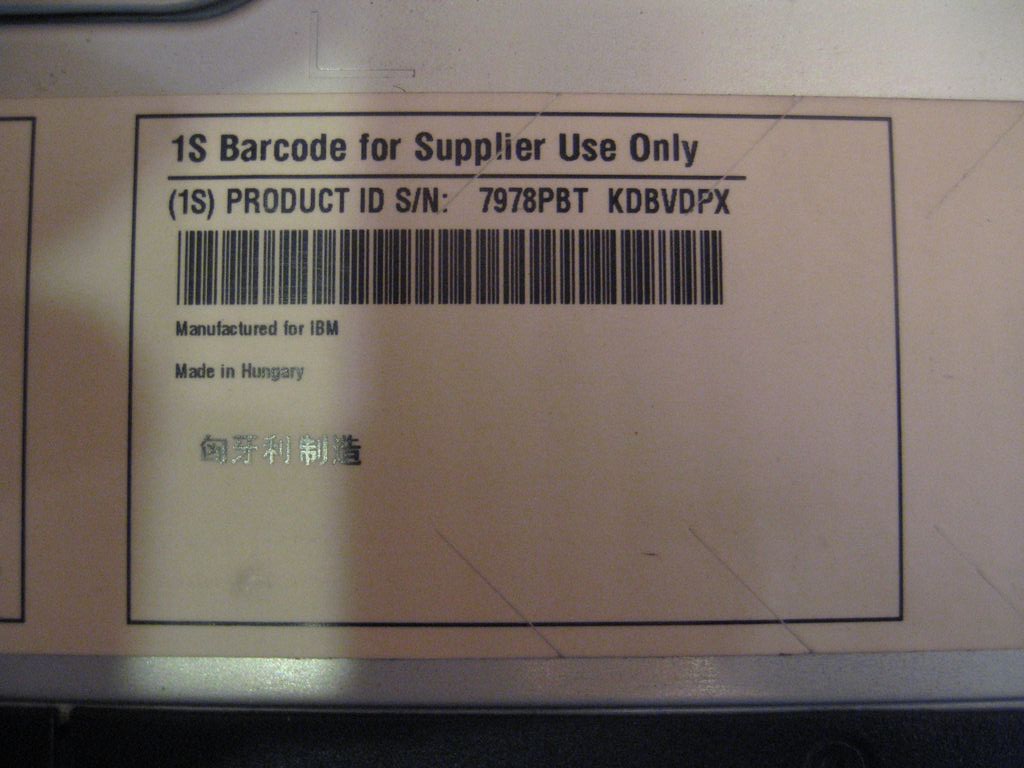 1S Barcode for Supplier Use Only
(1S) PRODUCT ID S/N: 7978PBT KDBVDPX
Manufactured for IBM
Made in Hungary
匈牙利制造